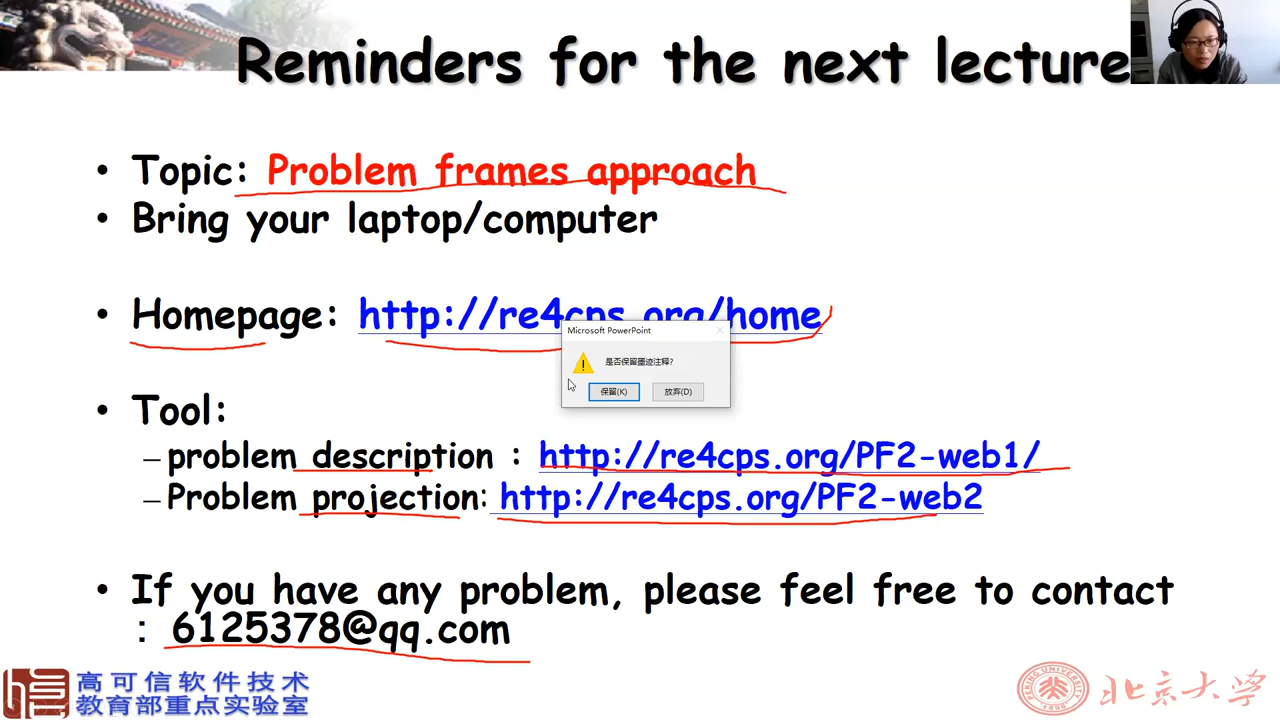 Reminders for the next lecture
• Topic: Problem frames approach
• Bring your laptop/computer
• Homepage: http://re4cps.org/home
Microsoft PowerPoint
是否保留墨迹注释?
保留(K) 放弃(D)
• Tool:
– problem description : http://re4cps.org/PF2-web1/
– Problem projection: http://re4cps.org/PF2-web2
• If you have any problem, please feel free to contact
: 6125378@qq.com
高可信软件技术
教育部重点实验室
PEKING UNIVERSITY
1898
北京大学